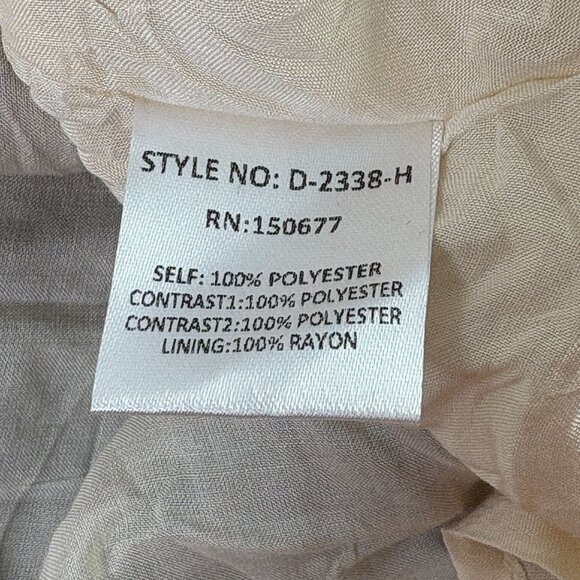 STYLE NO: D-2338-H
RN:150677
SELF: 100% POLYESTER
CONTRAST1:100% POLYESTER
CONTRAST2:100% POLYESTER
LINING:100% RAYON